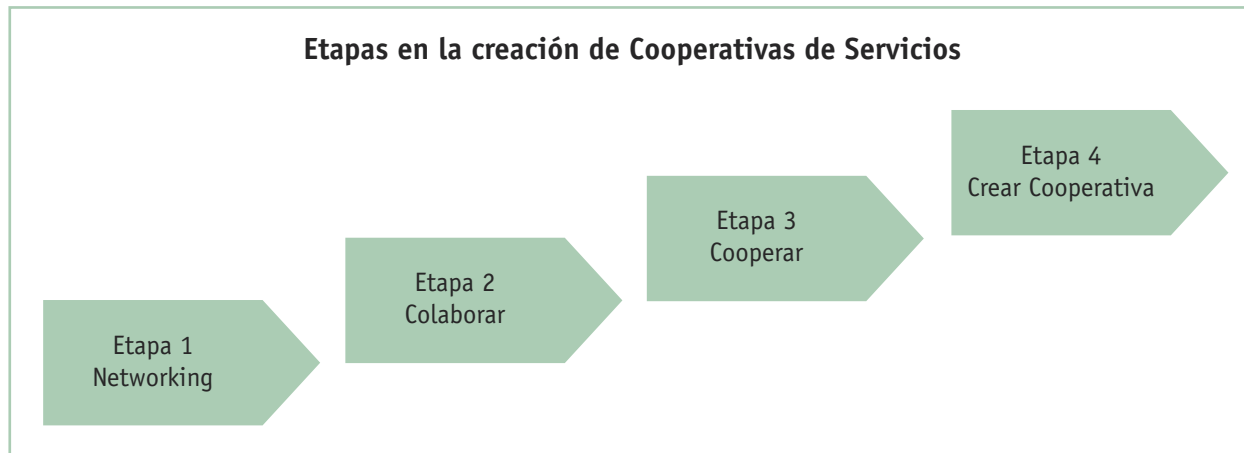 Etapas en la creación de Cooperativas de Servicios
Etapa 1
Networking
Etapa 2
Colaborar
Etapa 3
Cooperar
Etapa 4
Crear Cooperativa